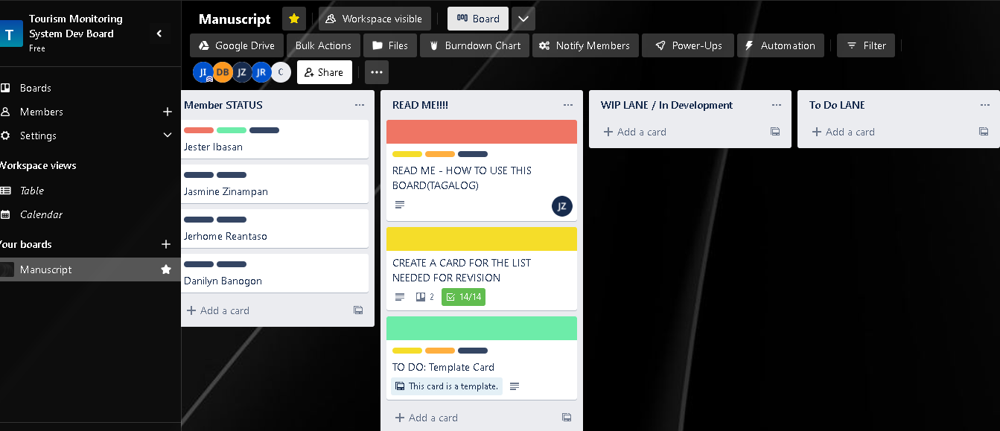 T
Tourism Monitoring
System Dev Board
Free
Boards
Members
Settings
Workspace views
Table
Calendar
Your boards
Manuscript
Manuscript
Workspace visible
Board
Google Drive
Bulk Actions
Files
Burndown Chart
Notify Members
Power-Ups
Automation
Filter
JI
DB
JZ
JR
C
Share
Member STATUS
Jester Ibasan
Jasmine Zinampan
Jerhome Reantaso
Danilyn Banogon
Add a card
READ ME!!!!
READ ME - HOW TO USE THIS
BOARD(TAGALOG)
JZ
CREATE A CARD FOR THE LIST
NEEDED FOR REVISION
2
14/14
TO DO: Template Card
This card is a template.
Add a card
WIP LANE / In Development
Add a card
To Do LANE
Add a card